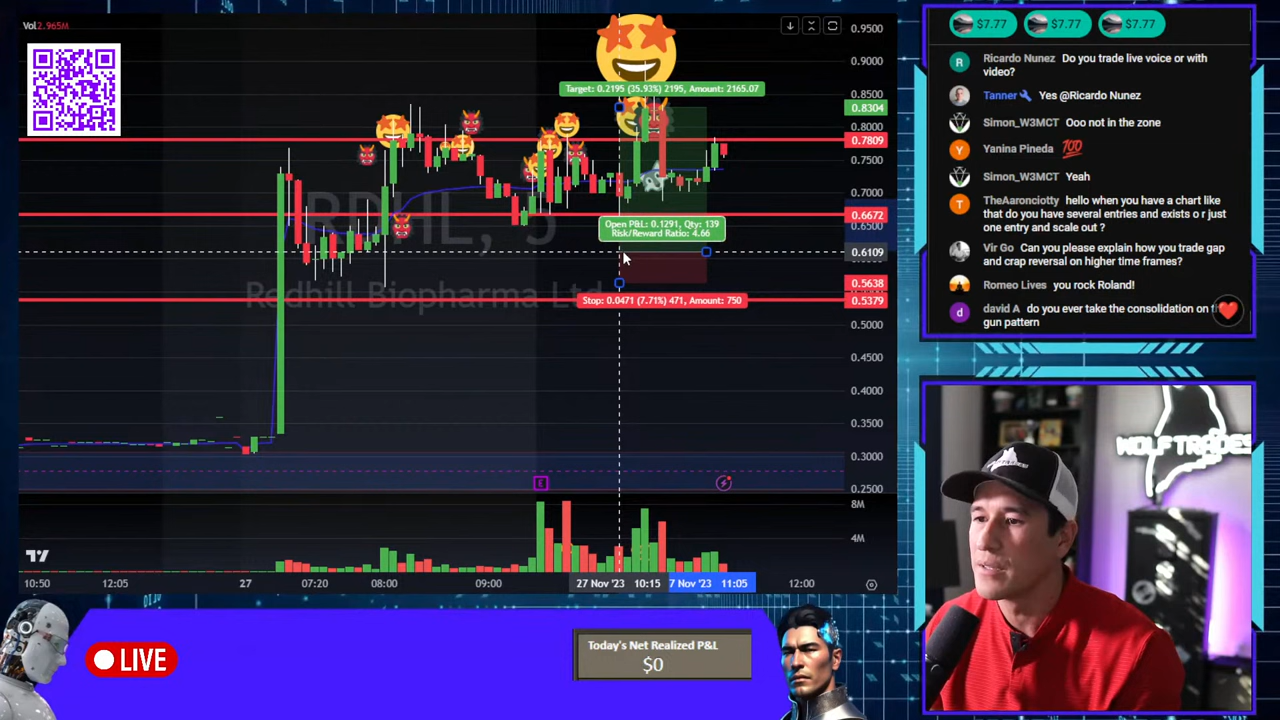 Vol2.965M
Target: 0.2195 (35.93%) 2195, Amount: 2165.07
RDHL, 5
Redhill Biopharma Ltd
Open P&L: 0.1291, Qty: 139
Risk/Reward Ratio: 4.66
Stop: 0.0471 (7.71%) 471, Amount: 750
0.9500
0.9000
0.8500
0.8304
0.8000
0.7809
0.7500
0.7000
0.6672
0.6500
0.6109
0.5638
0.5379
0.5000
0.4500
0.4000
0.3500
0.3000
0.2500
8M
4M
E
10:50
12:05
27
07:20
08:00
09:00
27 Nov '23 10:15
7 Nov '23 11:05
12:00
LIVE
Today's Net Realized P&L
$0
$7.77
$7.77
$7.77
R
Ricardo Nunez Do you trade live voice or with
video?
Tanner Yes @Ricardo Nunez
Simon_W3MCT Ooo not in the zone
Y
Yanina Pineda 100
Simon_W3MCT Yeah
T
TheAaronciotty hello when you have a chart like
that do you have several entries and exists o r just
one entry and scale out ?
Vir Go Can you please explain how you trade gap
and crap reversal on higher time frames?
Romeo Lives you rock Roland!
d
david A do you ever take the consolidation on t
gun pattern
WOLFTRADES